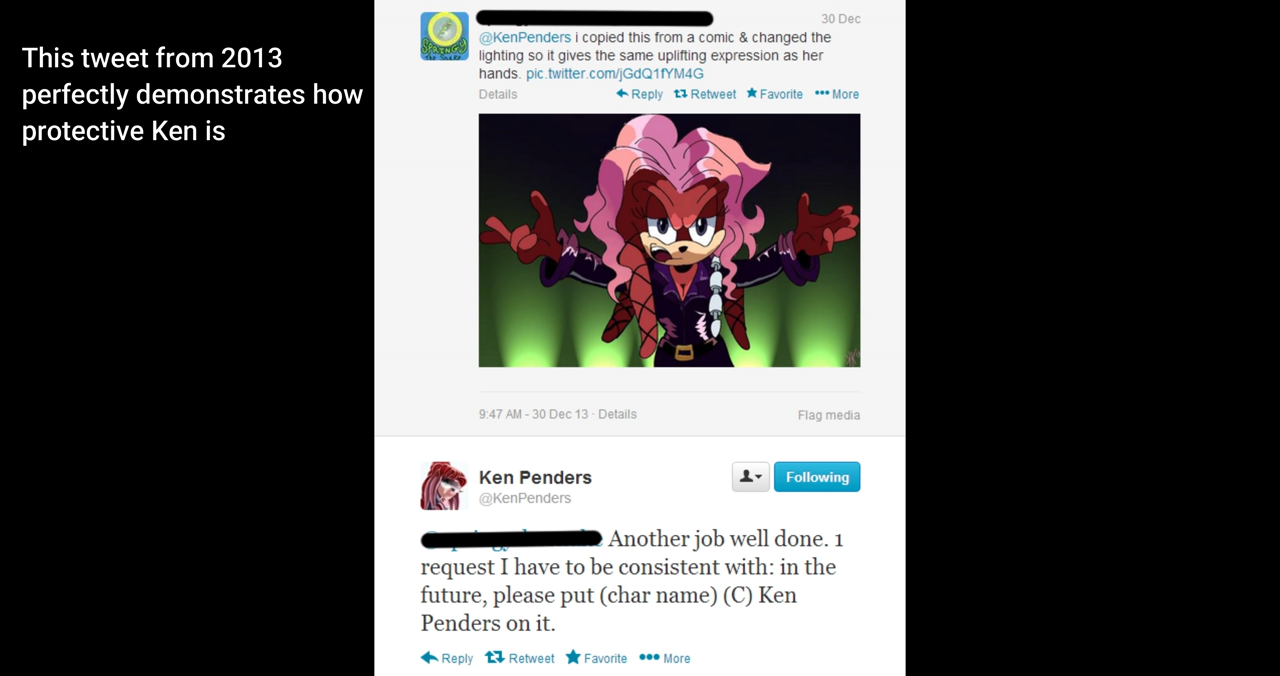 This tweet from 2013
perfectly demonstrates how
protective Ken is
30 Dec
@KenPenders i copied this from a comic & changed the
lighting so it gives the same uplifting expression as her
hands. pic.twitter.com/jGdQ1fYM4G
Details Reply Retweet Favorite More
9:47 AM - 30 Dec 13 · Details Flag media
Ken Penders
@KenPenders
Following
Another job well done. 1
request I have to be consistent with: in the
future, please put (char name) (C) Ken
Penders on it.
Reply Retweet Favorite More